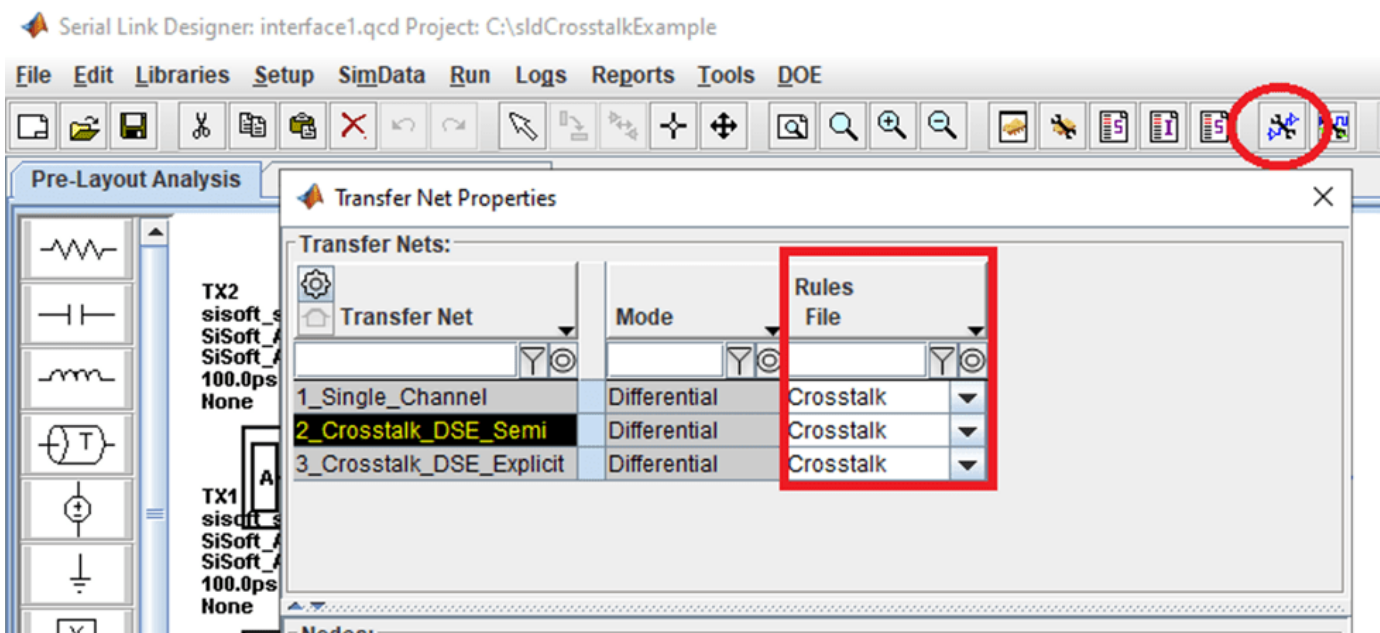 Serial Link Designer: interface1.qcd Project: C:\sldCrosstalkExample
File Edit Libraries Setup SimData Run Logs Reports Tools DOE
Pre-Layout Analysis
Transfer Net Properties
Transfer Nets:
Transfer Net
Mode
Rules
File
1_Single_Channel Differential Crosstalk
2_Crosstalk_DSE_Semi Differential Crosstalk
3_Crosstalk_DSE_Explicit Differential Crosstalk
TX2
100.0ps
None
T
TX1
100.0ps
None